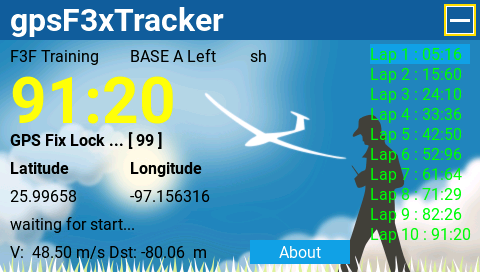 gpsF3xTracker
F3F Training BASE A Left sh
91:20
GPS Fix Lock ... [ 99 ]
Latitude Longitude
25.99658 -97.156316
waiting for start...
V: 48.50 m/s Dst: -80.06 m
About
Lap 1 : 05:16
Lap 2 : 15:60
Lap 3 : 24:10
Lap 4 : 33:36
Lap 5 : 42:50
Lap 6 : 52:96
Lap 7 : 61:84
Lap 8 : 71:29
Lap 9 : 82:26
Lap 10 : 91:20